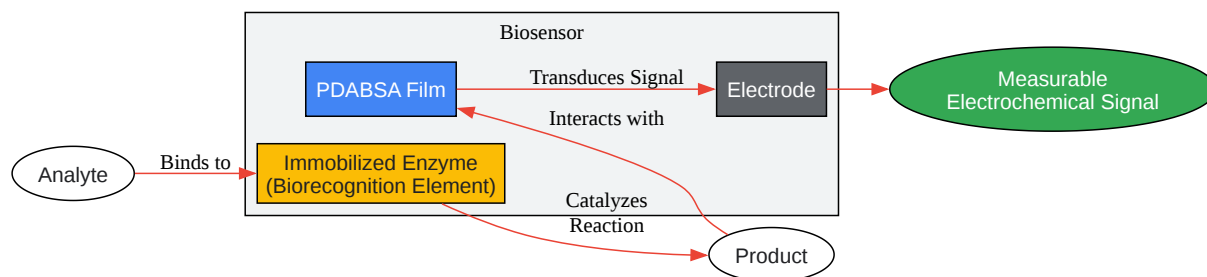 Biosensor
PDABSA Film
Transduces Signal
Electrode
Measurable
Electrochemical Signal
Interacts with
Analyte
Binds to
Immobilized Enzyme
(Biorecognition Element)
Catalyzes
Reaction
Product